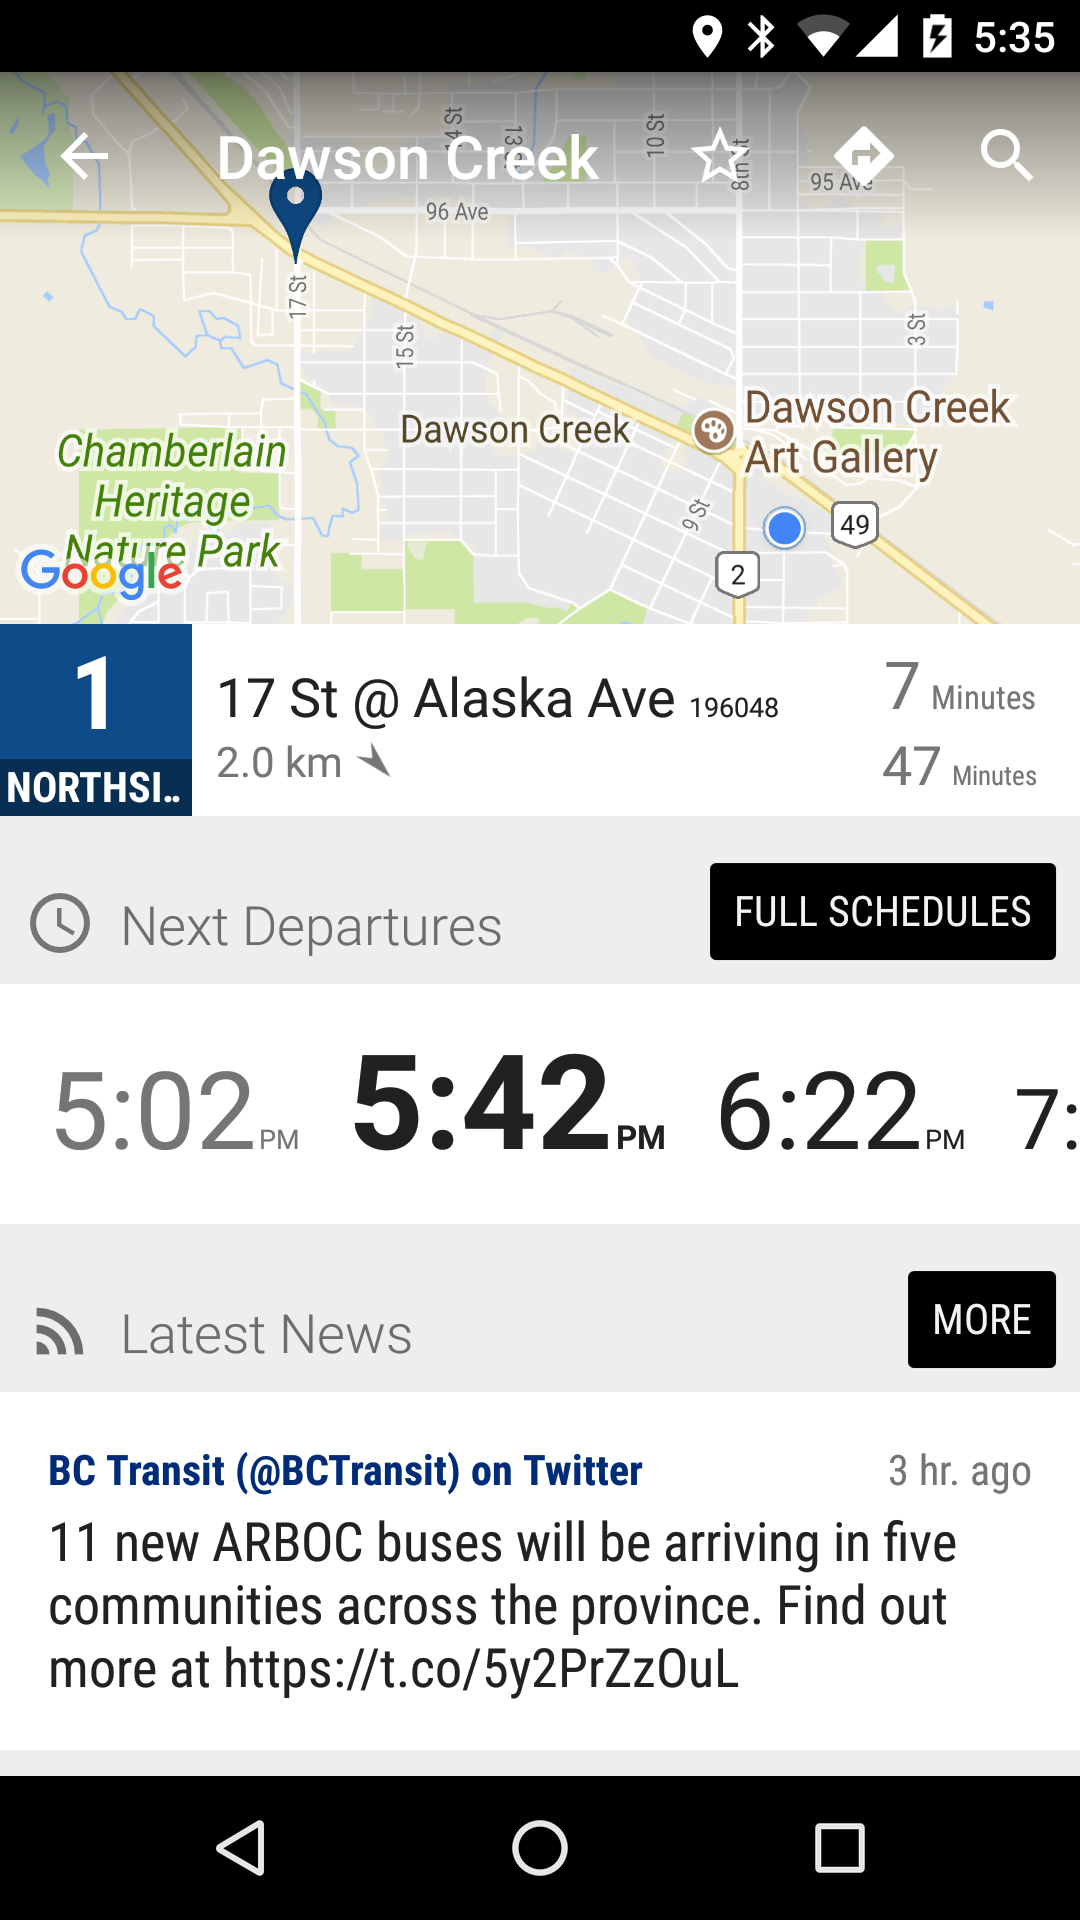 5:35
Dawson Creek
14 St
10 St
95 Ave
96 Ave
17 St
15 St
3 St
Dawson Creek
Art Gallery
Dawson Creek
Chamberlain
Heritage
Nature Park
9 St
49
2
Google
1
NORTHSI..
17 St @ Alaska Ave 196048
2.0 km
7 Minutes
47 Minutes
Next Departures
FULL SCHEDULES
5:02 PM
5:42 PM
6:22 PM
7:
Latest News
MORE
BC Transit (@BCTransit) on Twitter
3 hr. ago
11 new ARBOC buses will be arriving in five
communities across the province. Find out
more at https://t.co/5y2PrZzOuL